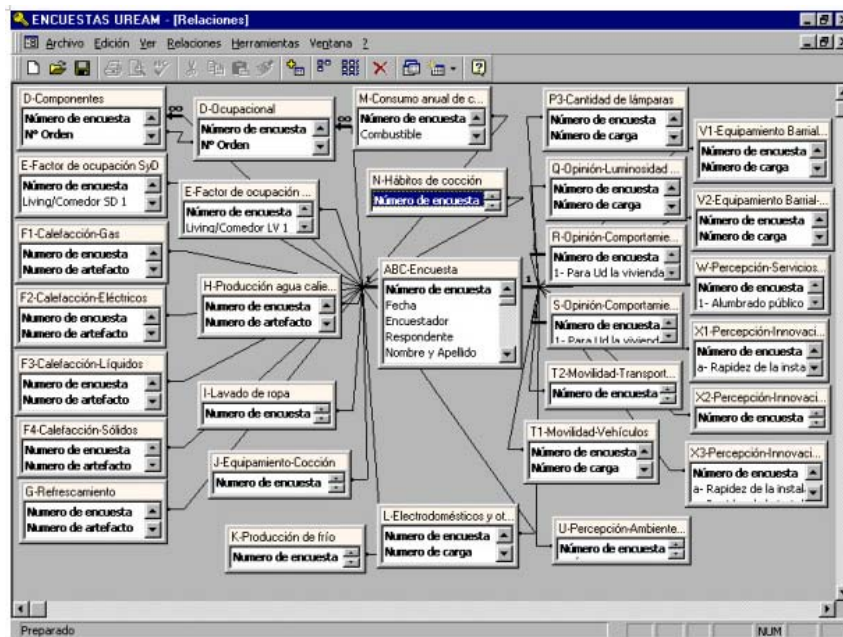 ENCUESTAS UREAM - [Relaciones]
Archivo Edición Ver Relaciones Herramientas Ventana ?
D-Componentes
Número de encuesta
Nº Orden
D-Ocupacional
Número de encuesta
Nº Orden
M-Consumo anual de c...
Número de encuesta
Combustible
P3-Cantidad de lámparas
Número de encuesta
Número de carga
V1-Equipamiento Barrial...
Número de encuesta
Número de carga
E-Factor de ocupación SyD
Número de encuesta
Living/Comedor SD 1
E-Factor de ocupación ...
Número de encuesta
Living/Comedor LV 1
N-Hábitos de cocción
Número de encuesta
Q-Opinión-Luminosidad ...
Número de encuesta
Número de carga
V2-Equipamiento Barrial-...
Número de encuesta
Número de carga
F1-Calefacción-Gas
Numero de encuesta
Numero de artefacto
H-Producción agua calie...
Numero de encuesta
Numero de artefacto
ABC-Encuesta
Número de encuesta
Fecha
Encuestador
Respondente
Nombre y Apellido
1
1
R-Opinión-Comportamie...
Número de encuesta
1- Para Ud la vivienda
W-Percepción-Servicios...
Número de encuesta
1- Alumbrado público
F2-Calefacción-Eléctricos
Numero de encuesta
Numero de artefacto
S-Opinión-Comportamie...
Número de encuesta
1- Para Ud la viviend
X1-Percepción-Innovaci...
Número de encuesta
a- Rapidez de la insta
F3-Calefacción-Líquidos
Numero de encuesta
Numero de artefacto
I-Lavado de ropa
Numero de encuesta
T2-Movilidad-Transport...
Número de encuesta
X2-Percepción-Innovaci...
Número de encuesta
F4-Calefacción-Sólidos
Numero de encuesta
Numero de artefacto
J-Equipamiento-Cocción
Numero de encuesta
T1-Movilidad-Vehículos
Número de encuesta
Número de carga
X3-Percepción-Innovaci...
Número de encuesta
a- Rapidez de la instal
G-Refrescamiento
Numero de encuesta
Numero de artefacto
K-Producción de frío
Numero de encuesta
L-Electrodomésticos y ot...
Numero de encuesta
Numero de carga
U-Percepción-Ambiente...
Número de encuesta
Preparado
NUM